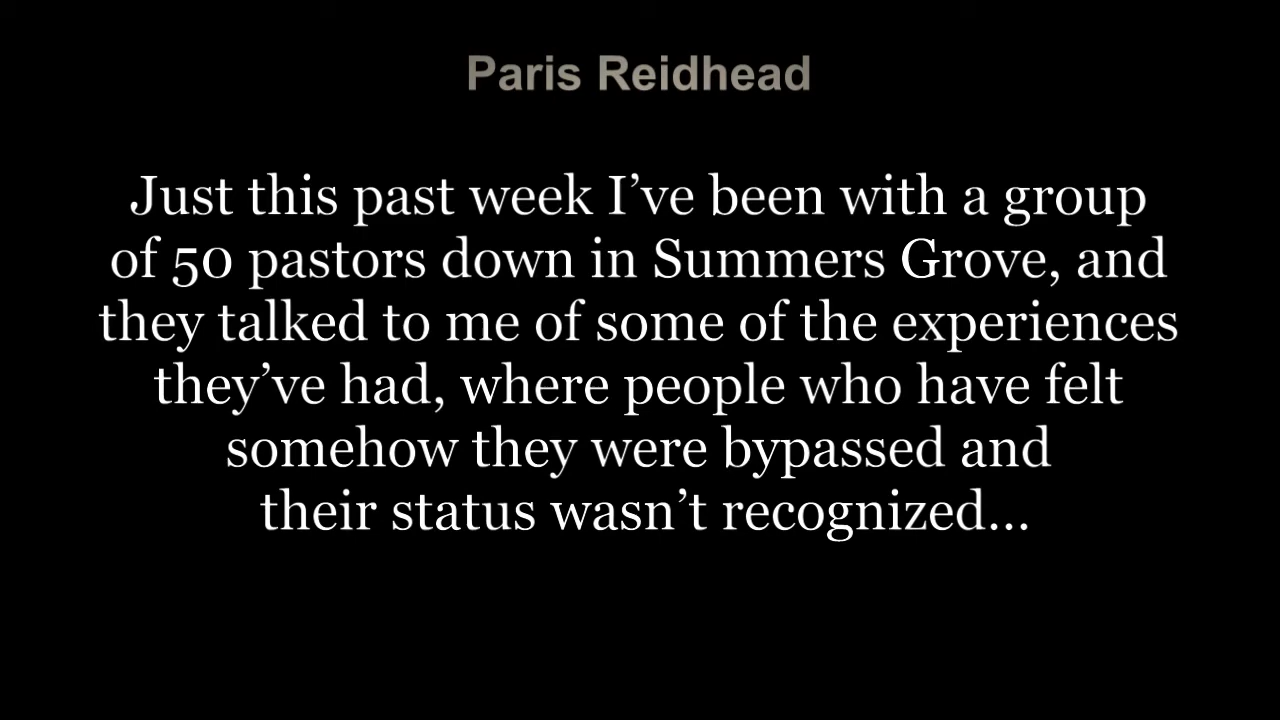 Paris Reidhead
Just this past week I’ve been with a group
of 50 pastors down in Summers Grove, and
they talked to me of some of the experiences
they’ve had, where people who have felt
somehow they were bypassed and
their status wasn’t recognized...